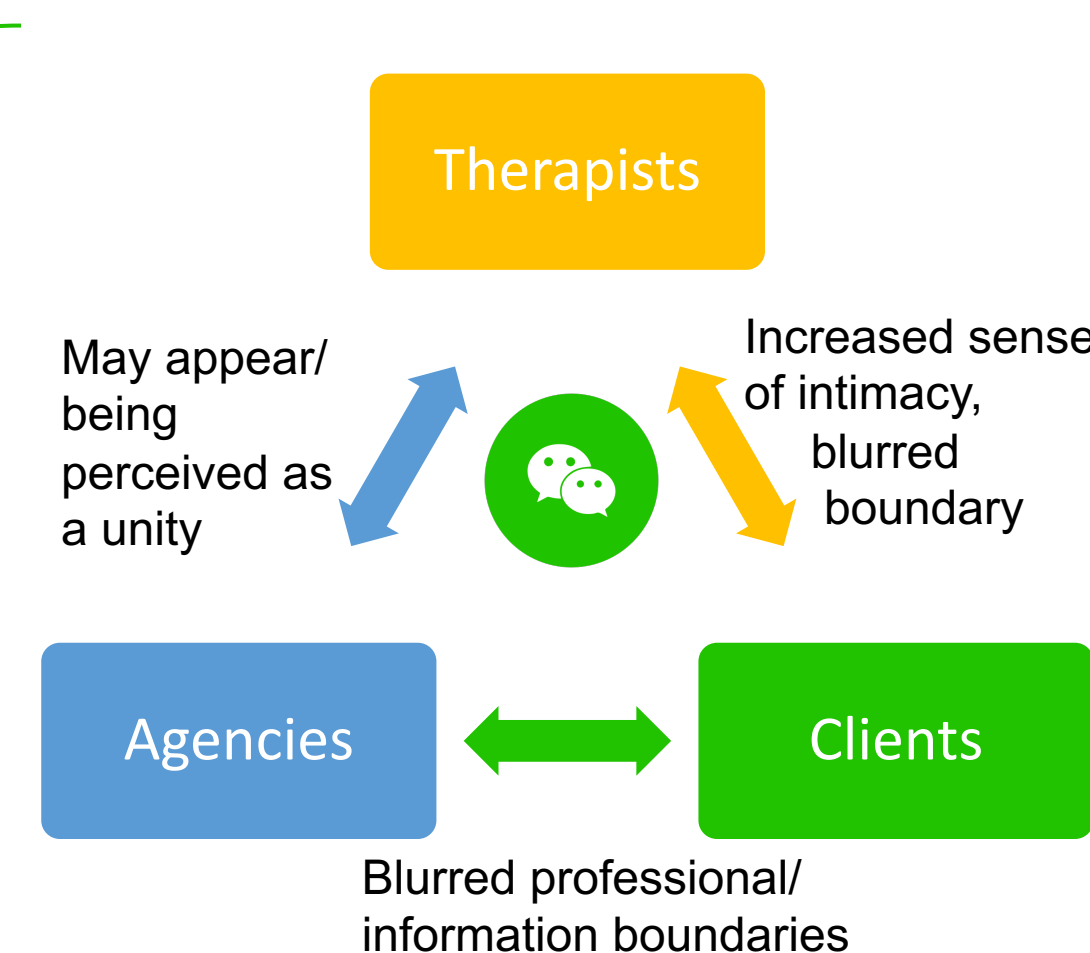 Therapists
May appear/
being
perceived as
a unity
Increased sense
of intimacy,
blurred
boundary
Agencies
Clients
Blurred professional/
information boundaries